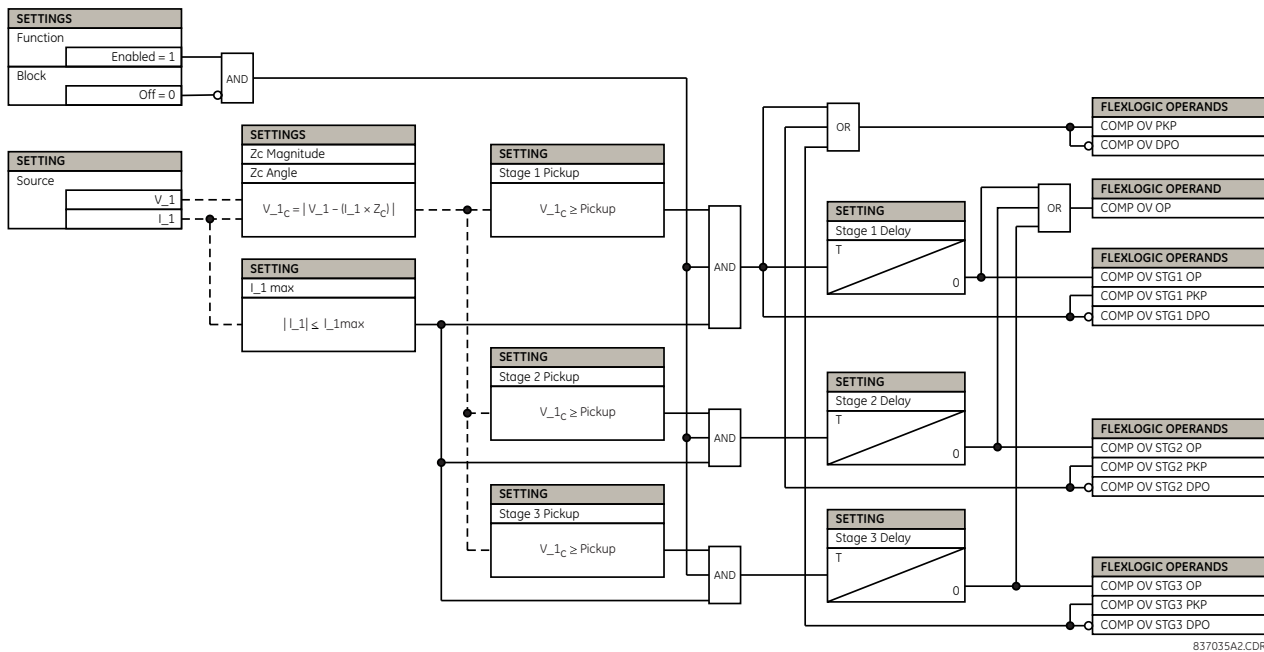 SETTINGS
Function
Enabled = 1
Block
Off = 0
AND
SETTING
Source
V_1
I_1
SETTINGS
Zc Magnitude
Zc Angle
V_1C = | V_1 – (I_1 × ZC) |
SETTING
I_1 max
| I_1| ≤ I_1max
SETTING
Stage 1 Pickup
V_1C ≥ Pickup
SETTING
Stage 2 Pickup
V_1C ≥ Pickup
SETTING
Stage 3 Pickup
V_1C ≥ Pickup
AND
AND
AND
OR
SETTING
Stage 1 Delay
T
0
SETTING
Stage 2 Delay
T
0
SETTING
Stage 3 Delay
T
0
OR
FLEXLOGIC OPERANDS
COMP OV PKP
COMP OV DPO
FLEXLOGIC OPERAND
COMP OV OP
FLEXLOGIC OPERANDS
COMP OV STG1 OP
COMP OV STG1 PKP
COMP OV STG1 DPO
FLEXLOGIC OPERANDS
COMP OV STG2 OP
COMP OV STG2 PKP
COMP OV STG2 DPO
FLEXLOGIC OPERANDS
COMP OV STG3 OP
COMP OV STG3 PKP
COMP OV STG3 DPO
837035A2.CDR